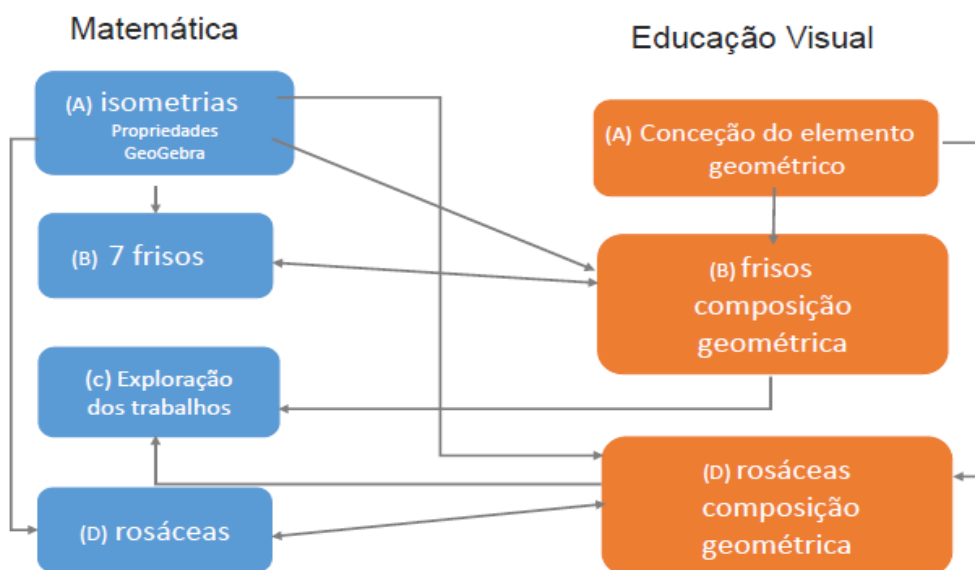 Matemática
Educação Visual
(A) isometrias
Propriedades
GeoGebra
(A) Conceção do elemento
geométrico
(B) 7 frisos
(B) frisos
composição
geométrica
(c) Exploração
dos trabalhos
(D) rosáceas
(D) rosáceas
composição
geométrica